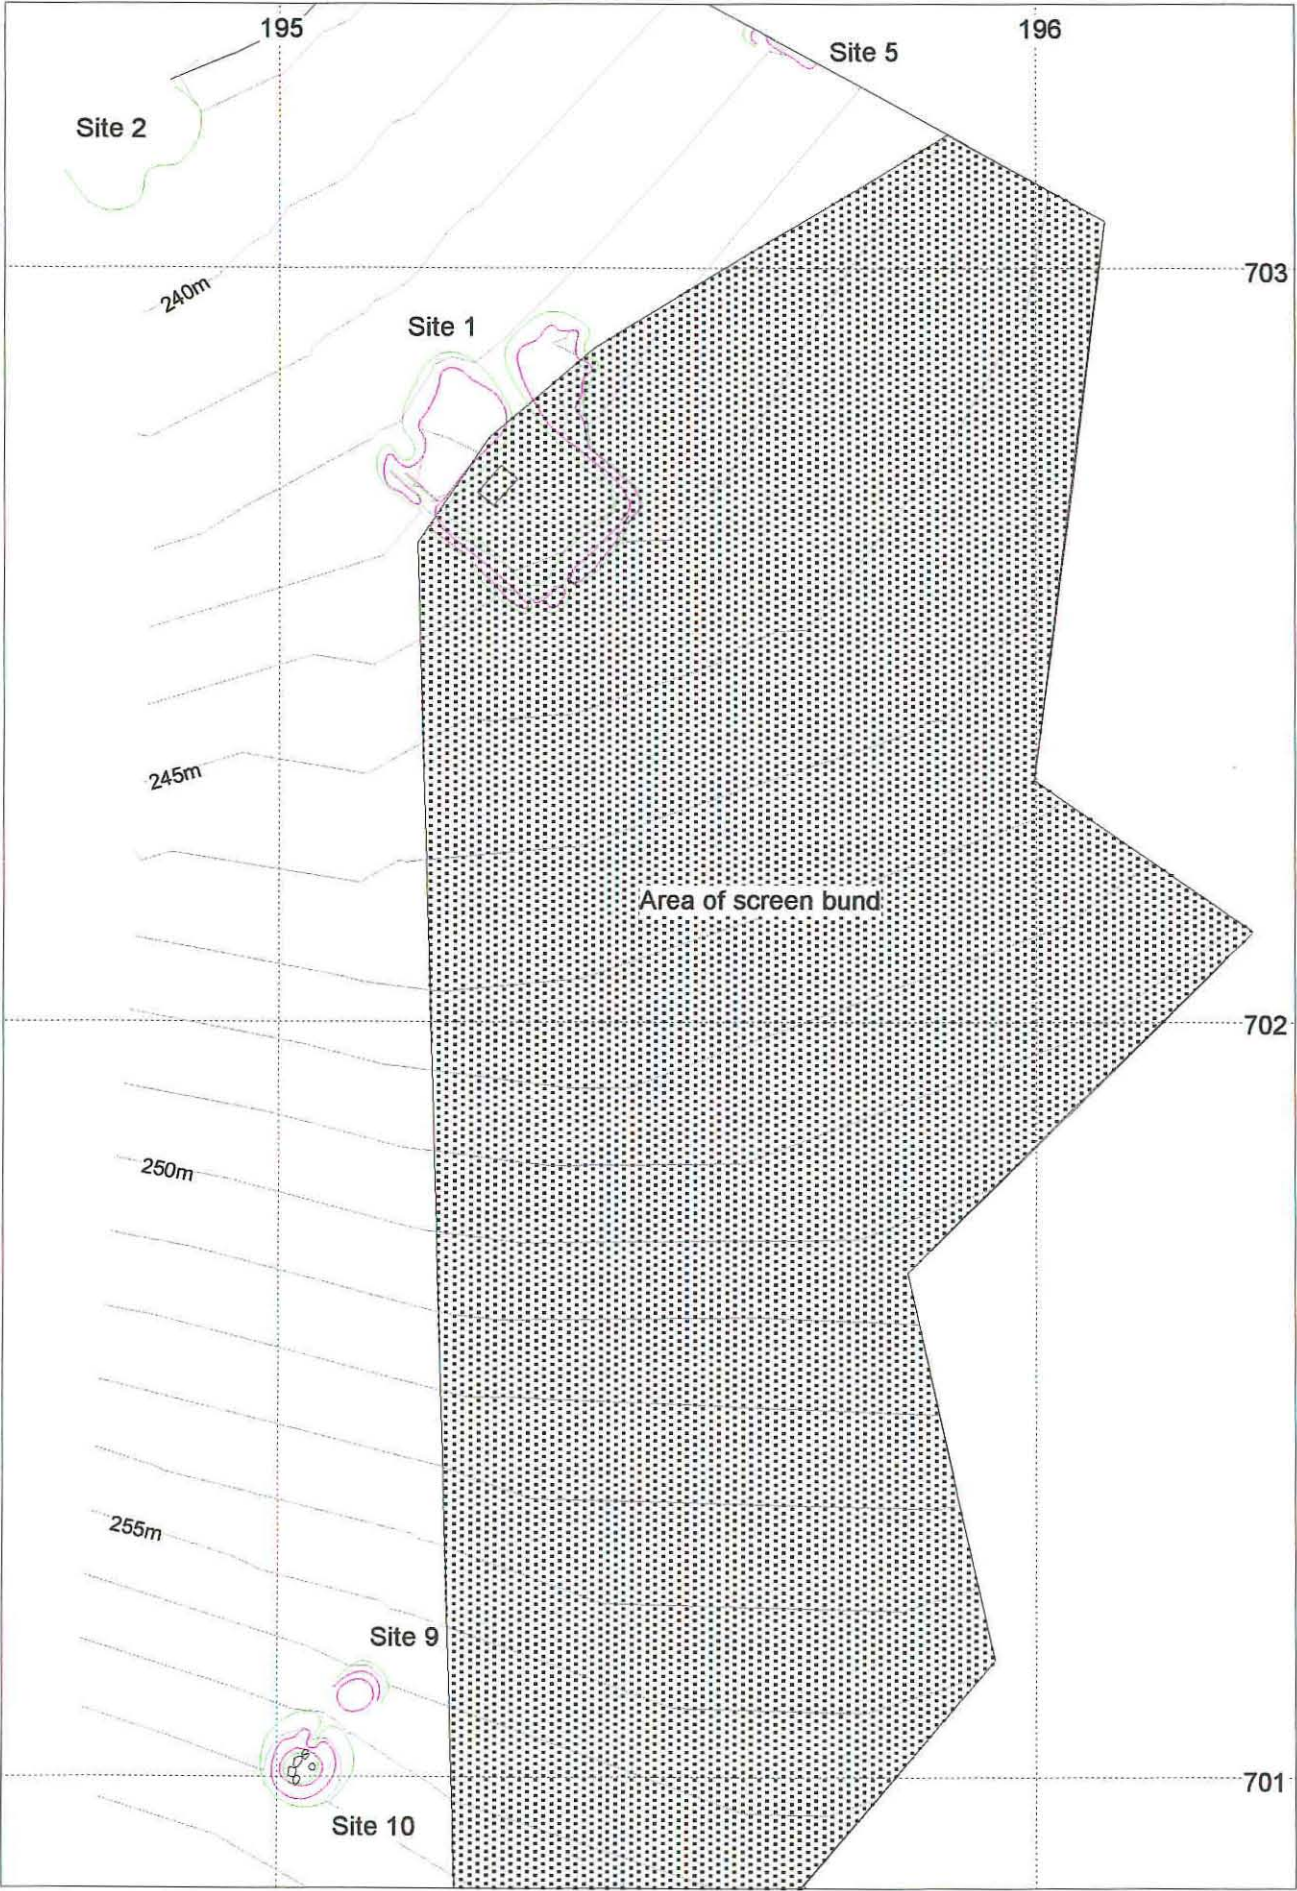 195
196
Site 5
Site 2
703
240m
Site 1
245m
Area of screen bund
702
250m
255m
Site 9
701
Site 10